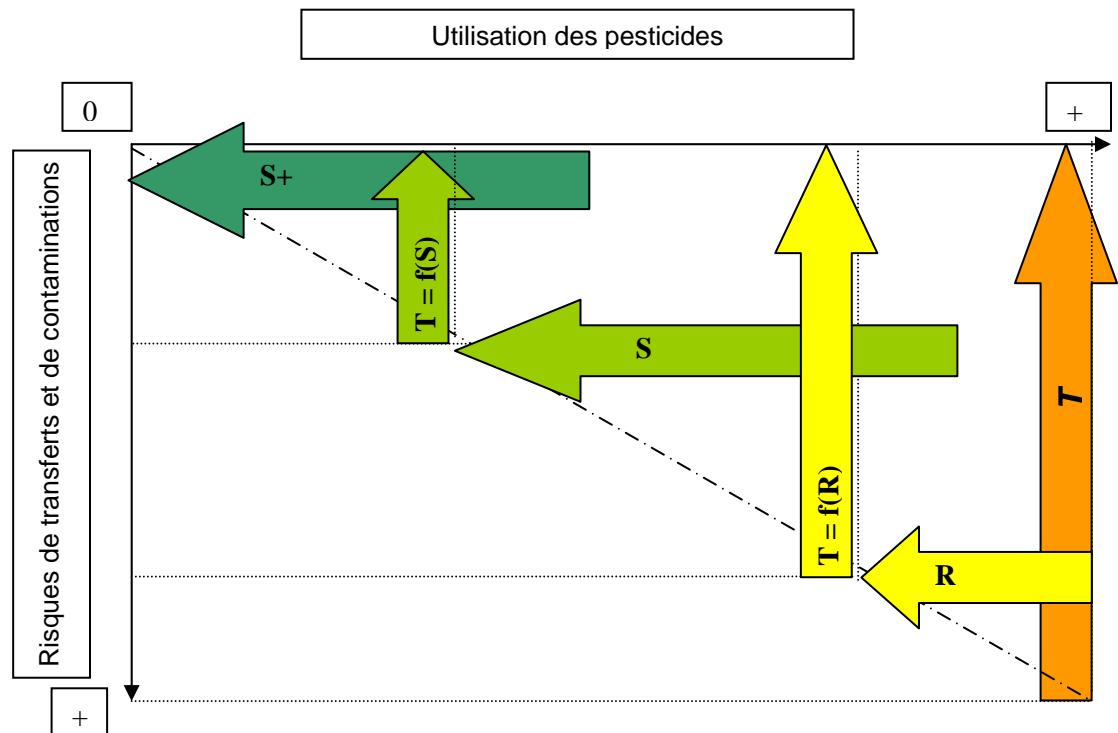 Utilisation des pesticides
0
+
S+
T = f(S)
S
T
T = f(R)
R
Risques de transferts et de contaminations
+